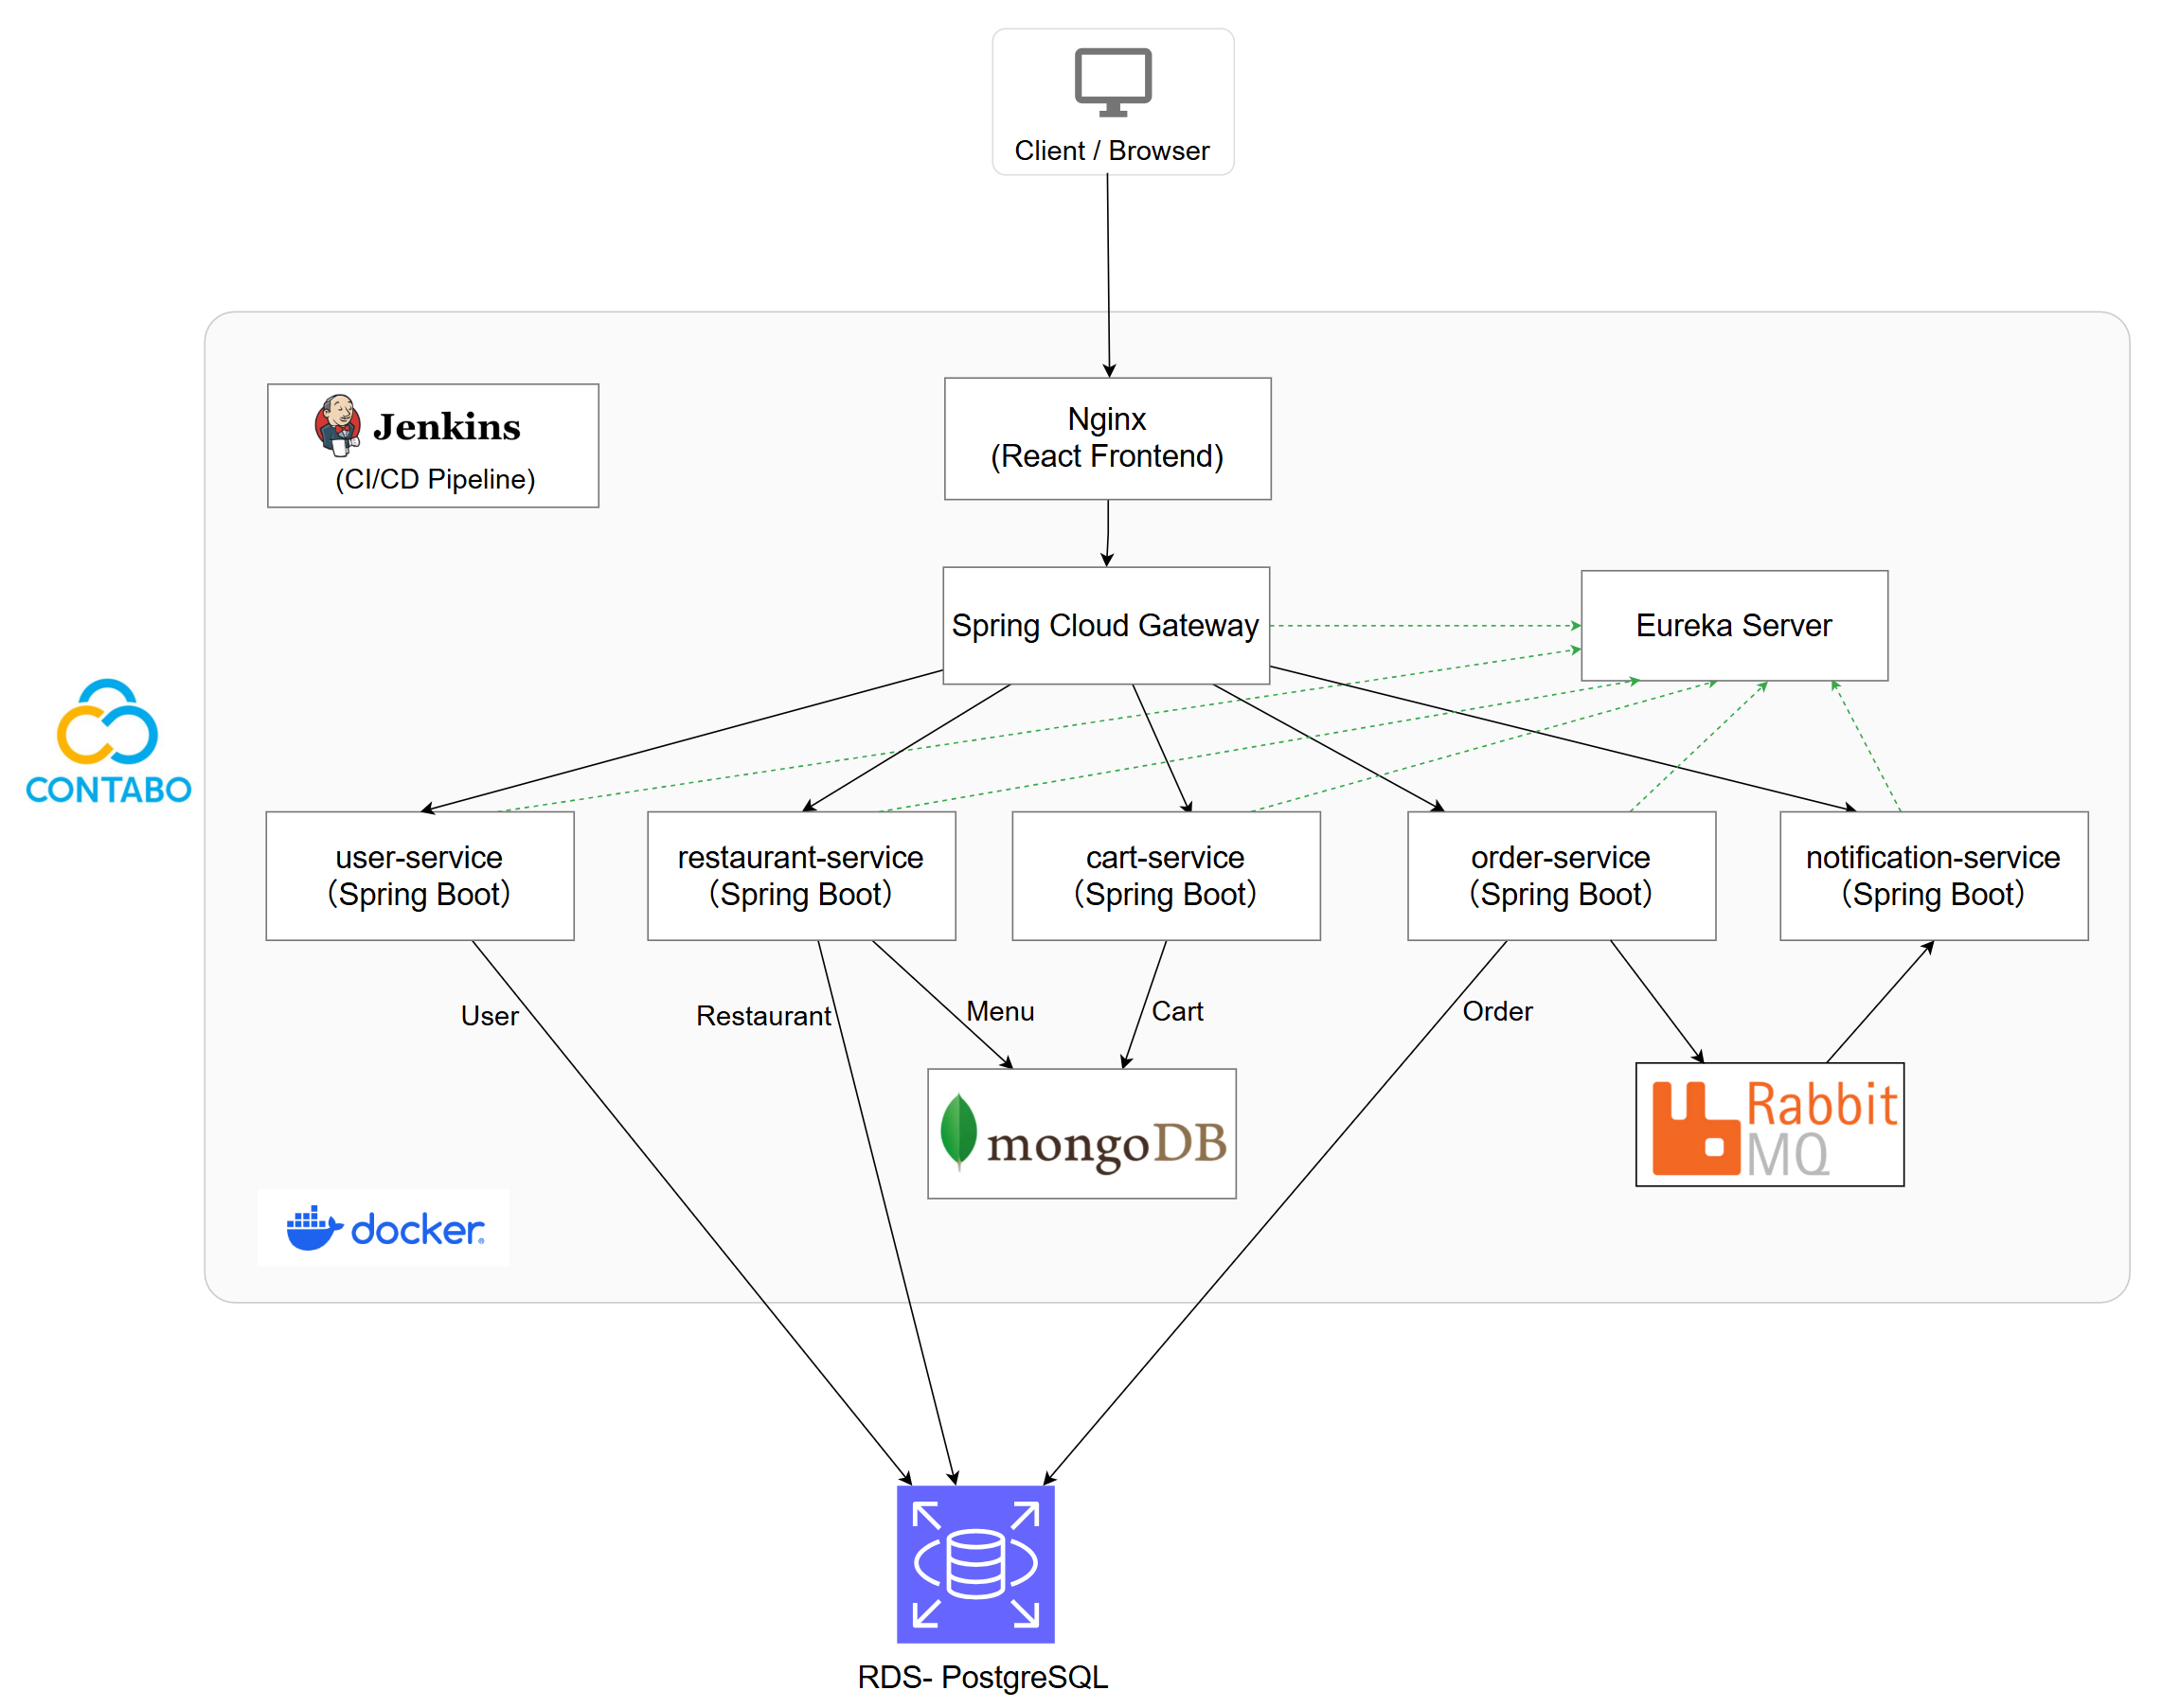 Client / Browser
Jenkins
(CI/CD Pipeline)
Nginx
(React Frontend)
Spring Cloud Gateway
Eureka Server
CONTABO
user-service
（Spring Boot）
restaurant-service
（Spring Boot）
cart-service
（Spring Boot）
order-service
（Spring Boot）
notification-service
（Spring Boot）
User
Restaurant
Menu
Cart
Order
mongoDB
Rabbit
MQ
docker®
RDS- PostgreSQL